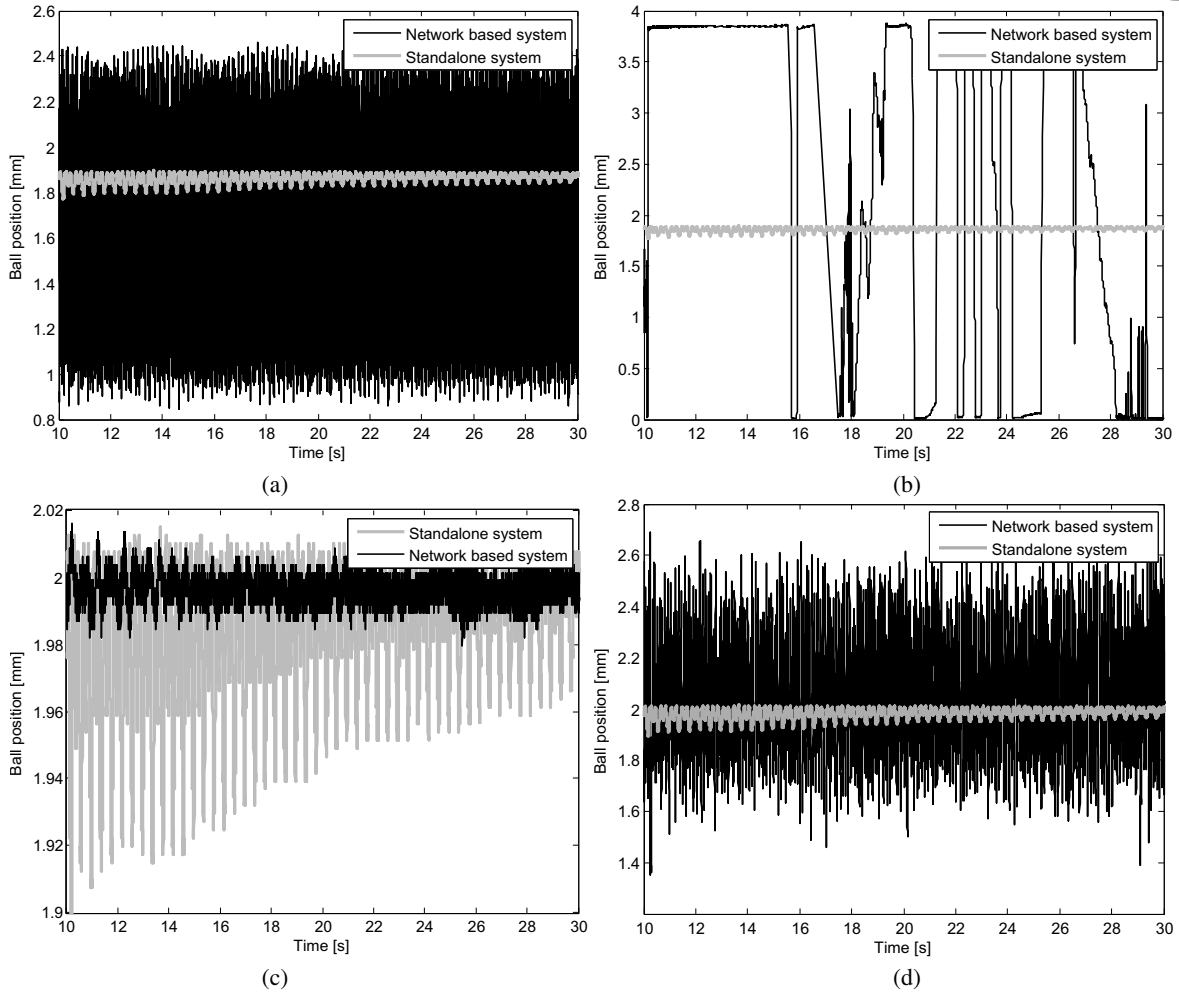 2.6
2.4
2.2
2
1.8
1.6
1.4
1.2
1
0.8
Ball position [mm]
Network based system
Standalone system
10 12 14 16 18 20 22 24 26 28 30
Time [s]
(a)
4
3.5
3
2.5
2
1.5
1
0.5
0
Ball position [mm]
Network based system
Standalone system
10 12 14 16 18 20 22 24 26 28 30
Time [s]
(b)
2.02
2
1.98
1.96
1.94
1.92
1.9
Ball position [mm]
Standalone system
Network based system
10 12 14 16 18 20 22 24 26 28 30
Time [s]
(c)
2.8
2.6
2.4
2.2
2
1.8
1.6
1.4
Ball position [mm]
Network based system
Standalone system
10 12 14 16 18 20 22 24 26 28 30
Time [s]
(d)